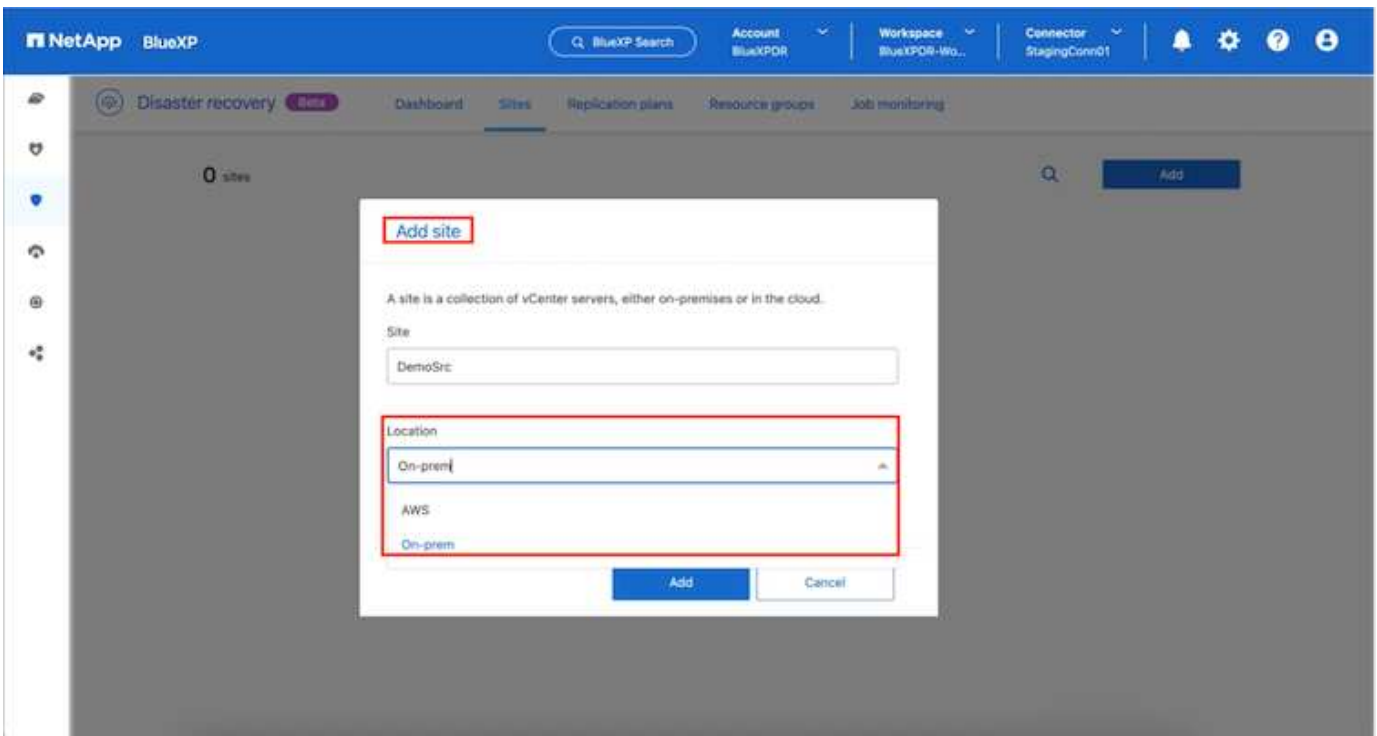 NetApp BlueXP BlueXP Search Account Workspace Connector
BlueXPDR BlueXPDR-Wo... StagingConn01
Disaster recovery Beta Dashboard Sites Replication plans Resource groups Job monitoring
0 sites Add
Add site
A site is a collection of vCenter servers, either on-premises or in the cloud.
Site
DemoSrc
Location
On-prem
AWS
On-prem
Add Cancel